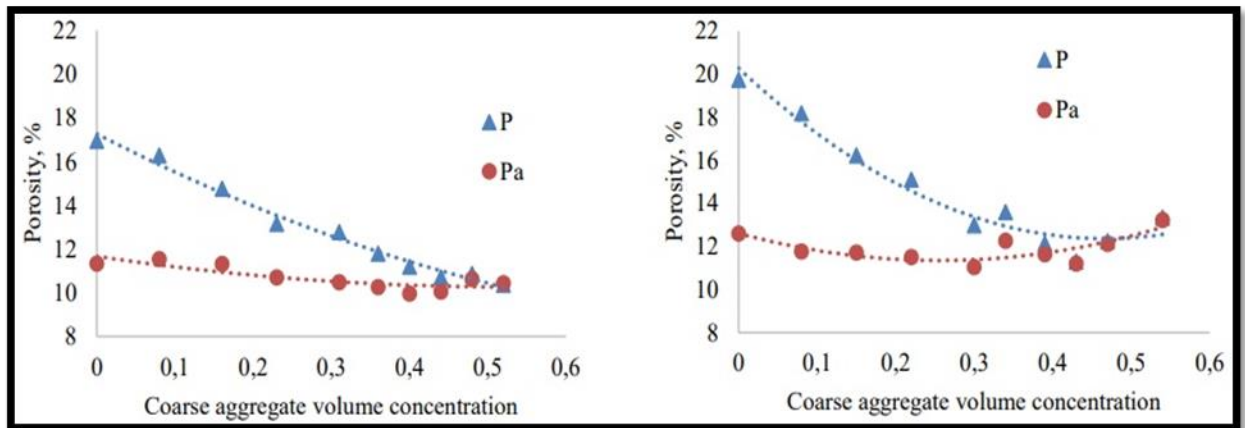 22
20
18
16
14
12
10
8
Porosity, %
P
Pa
0 0,1 0,2 0,3 0,4 0,5 0,6
Coarse aggregate volume concentration
22
20
18
16
14
12
10
8
Porosity, %
P
Pa
0 0,1 0,2 0,3 0,4 0,5 0,6
Coarse aggregate volume concentration